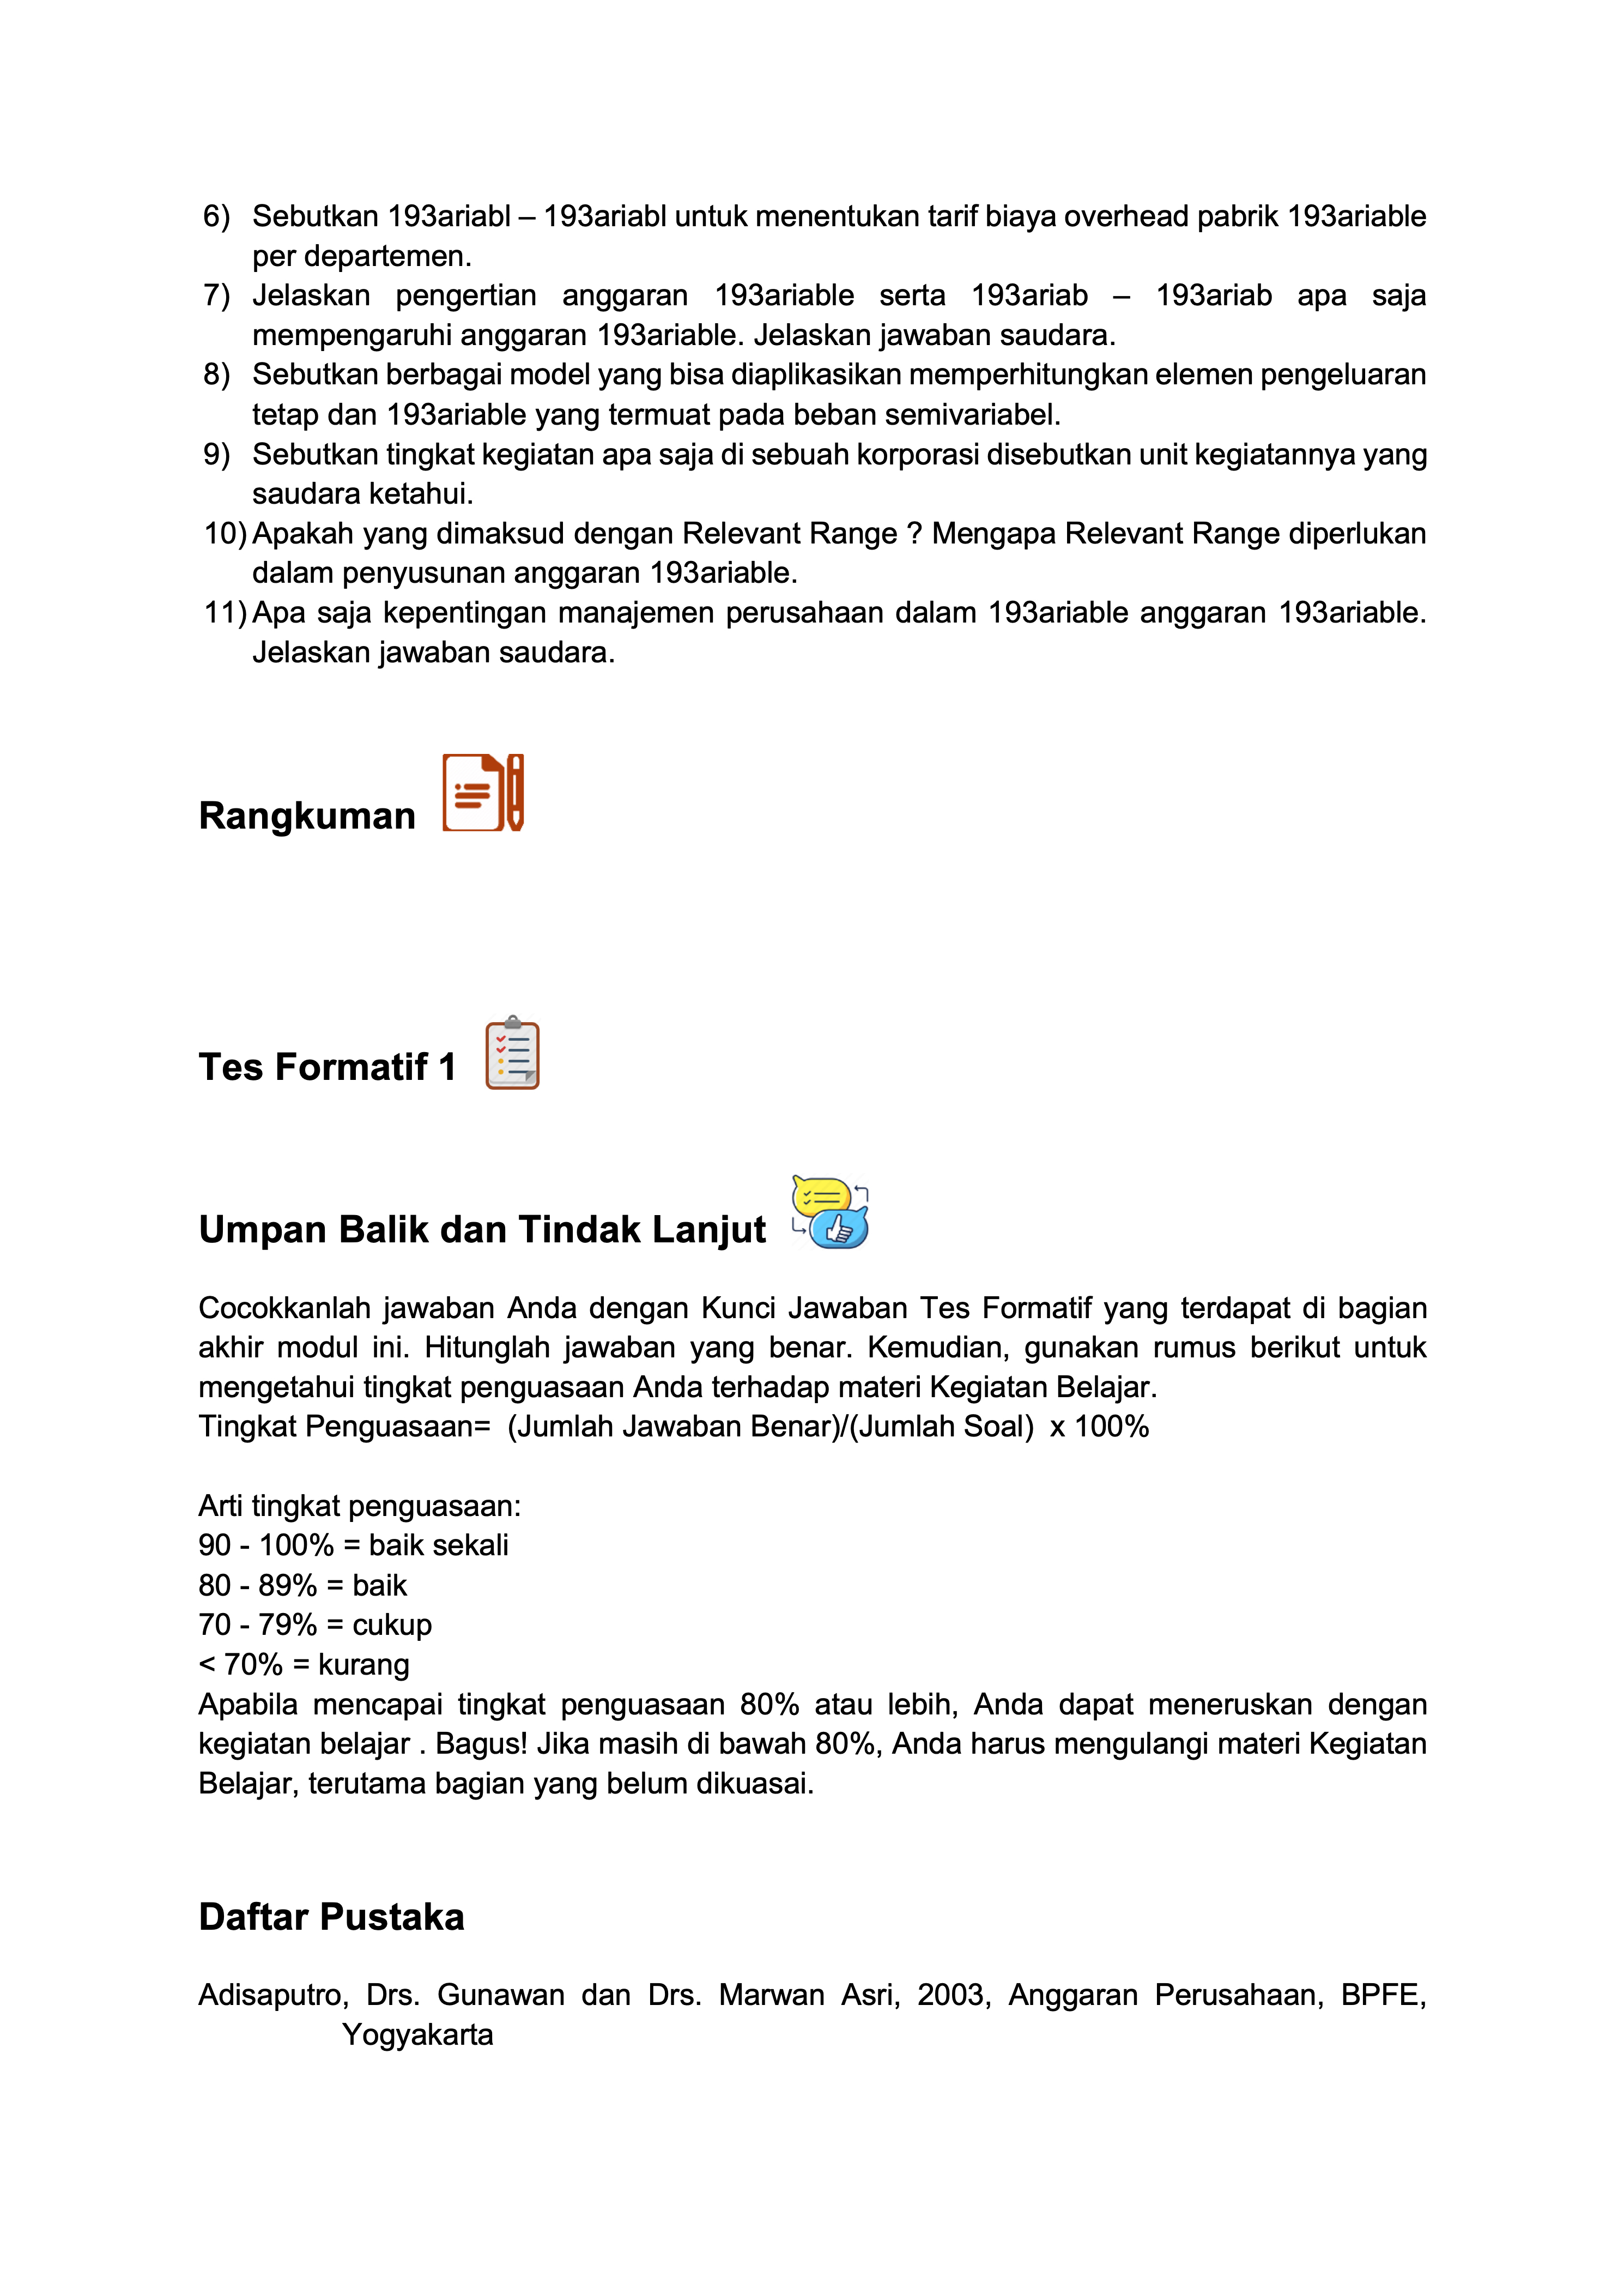 6) Sebutkan 193ariabl – 193ariabl untuk menentukan tarif biaya overhead pabrik 193ariable
per departemen.
7) Jelaskan pengertian anggaran 193ariable serta 193ariab – 193ariab apa saja
mempengaruhi anggaran 193ariable. Jelaskan jawaban saudara.
8) Sebutkan berbagai model yang bisa diaplikasikan memperhitungkan elemen pengeluaran
tetap dan 193ariable yang termuat pada beban semivariabel.
9) Sebutkan tingkat kegiatan apa saja di sebuah korporasi disebutkan unit kegiatannya yang
saudara ketahui.
10) Apakah yang dimaksud dengan Relevant Range ? Mengapa Relevant Range diperlukan
dalam penyusunan anggaran 193ariable.
11) Apa saja kepentingan manajemen perusahaan dalam 193ariable anggaran 193ariable.
Jelaskan jawaban saudara.
Rangkuman
Tes Formatif 1
Umpan Balik dan Tindak Lanjut
Cocokkanlah jawaban Anda dengan Kunci Jawaban Tes Formatif yang terdapat di bagian
akhir modul ini. Hitunglah jawaban yang benar. Kemudian, gunakan rumus berikut untuk
mengetahui tingkat penguasaan Anda terhadap materi Kegiatan Belajar.
Tingkat Penguasaan= (Jumlah Jawaban Benar)/(Jumlah Soal) x 100%
Arti tingkat penguasaan:
90 - 100% = baik sekali
80 - 89% = baik
70 - 79% = cukup
< 70% = kurang
Apabila mencapai tingkat penguasaan 80% atau lebih, Anda dapat meneruskan dengan
kegiatan belajar . Bagus! Jika masih di bawah 80%, Anda harus mengulangi materi Kegiatan
Belajar, terutama bagian yang belum dikuasai.
Daftar Pustaka
Adisaputro, Drs. Gunawan dan Drs. Marwan Asri, 2003, Anggaran Perusahaan, BPFE,
Yogyakarta